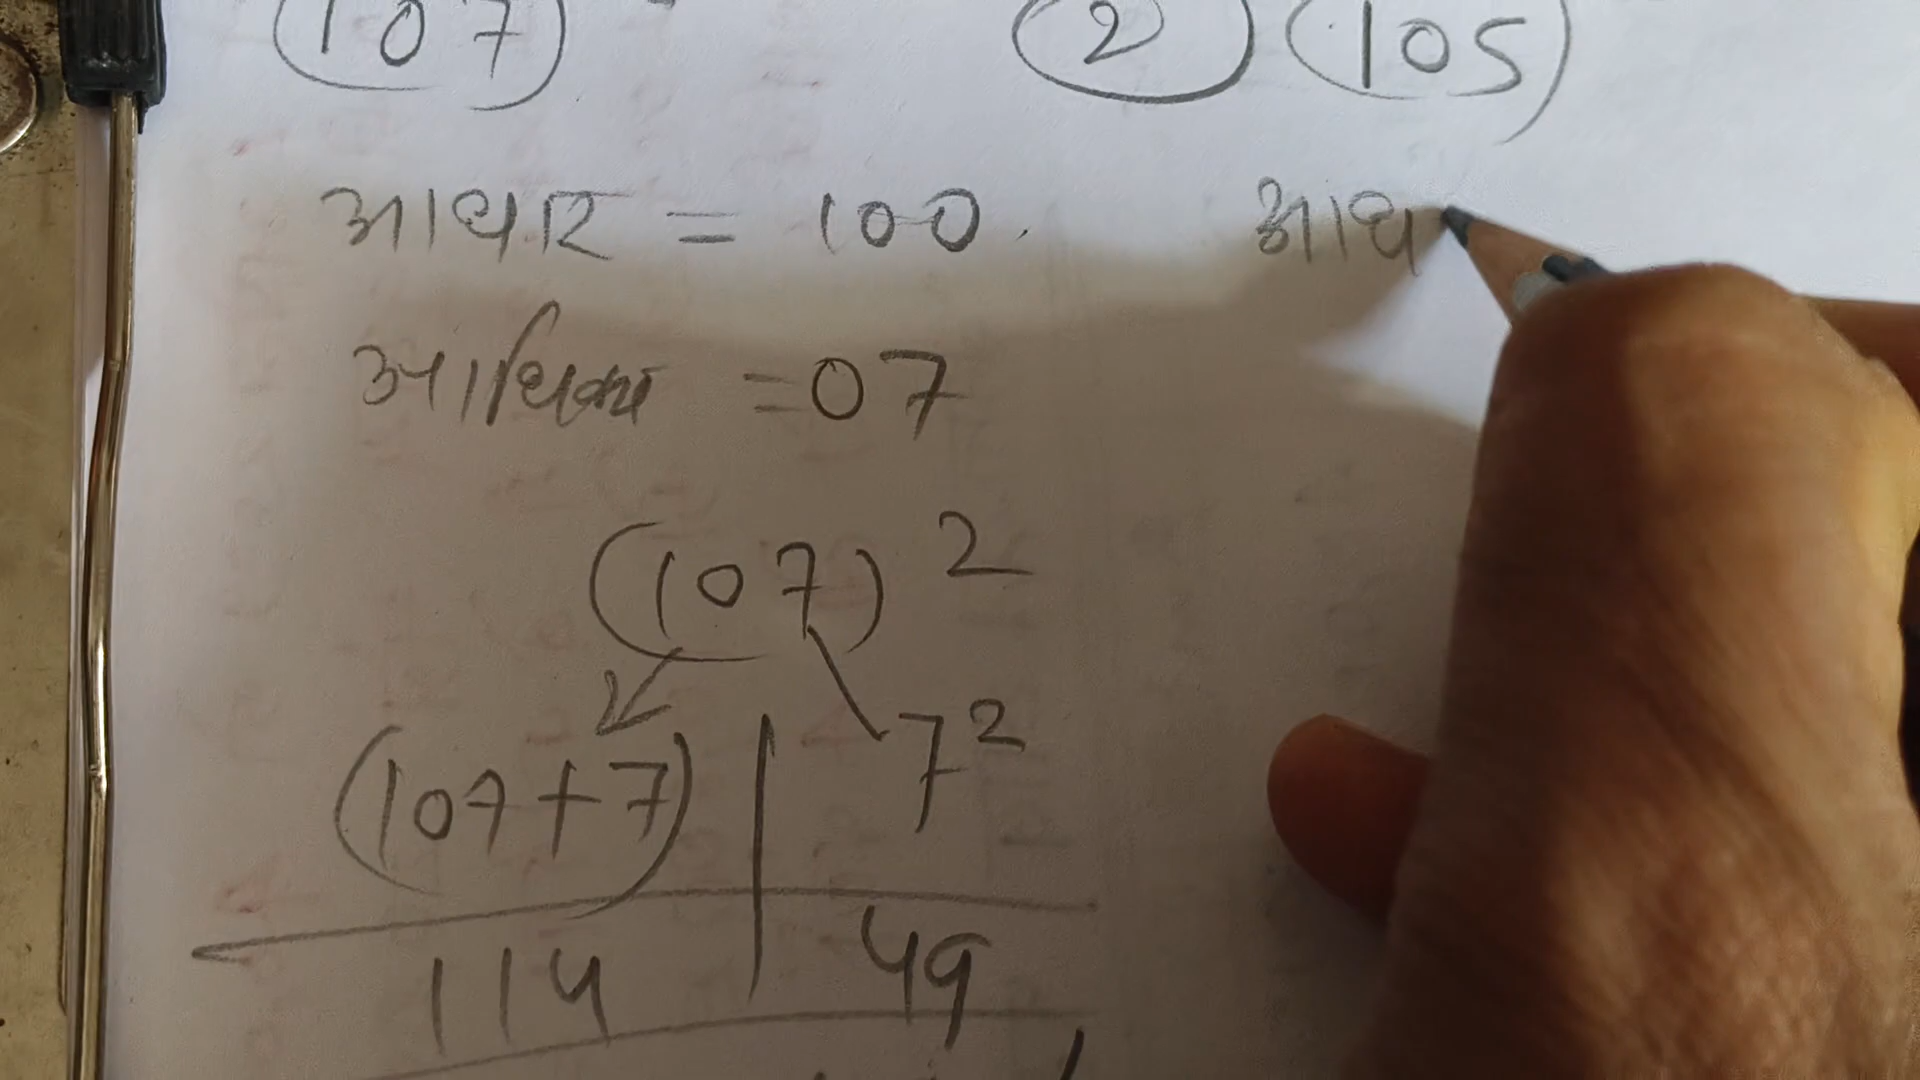 (107)
② (105)
आधार = 100.
आधिक्य = 07
(107)²
(107+7) | 7²
114 | 49
आध